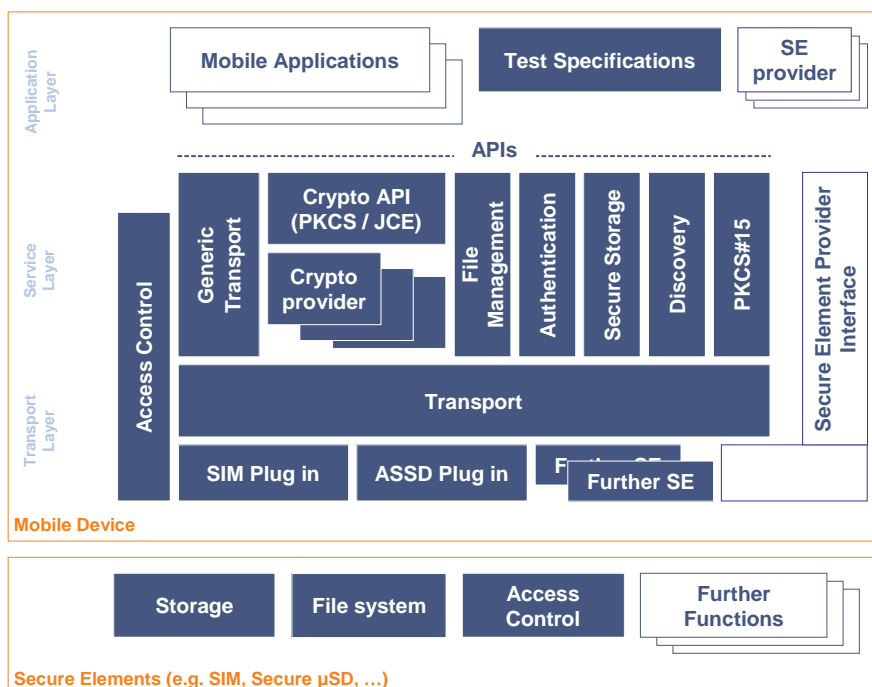 Application
Layer
Mobile Applications
Test Specifications
SE
provider
APIs
Service
Layer
Access Control
Generic
Transport
Crypto API
(PKCS / JCE)
Crypto
provider
File
Management
Authentication
Secure Storage
Discovery
PKCS#15
Secure Element Provider
Interface
Transport
Layer
Transport
SIM Plug in
ASSD Plug in
Further SE
Further SE
Mobile Device
Storage
File system
Access
Control
Further
Functions
Secure Elements (e.g. SIM, Secure µSD, …)